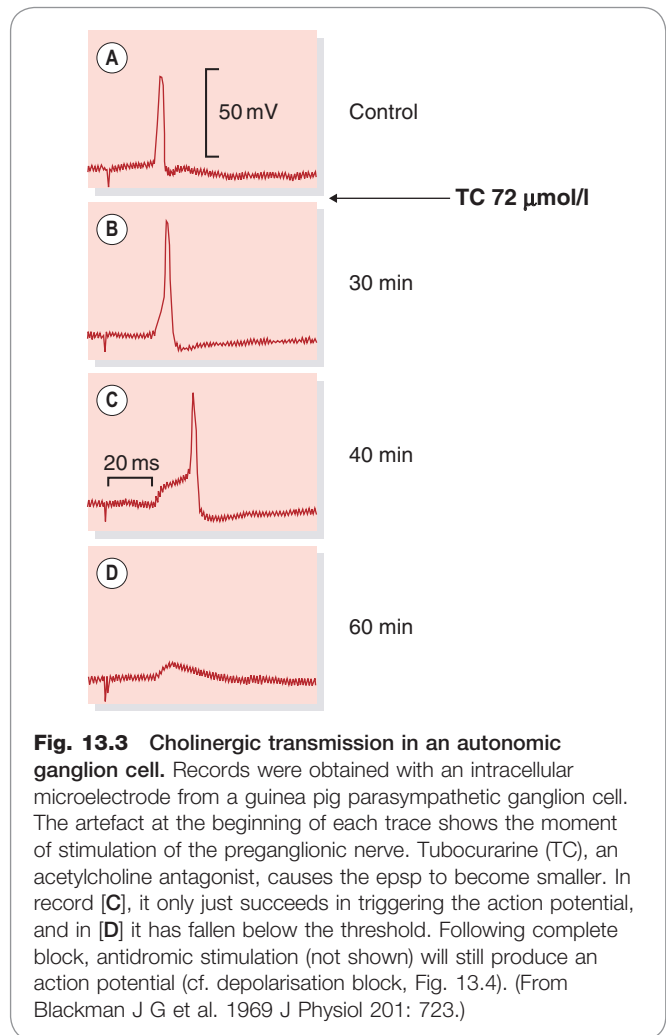 A
50 mV
Control
TC 72 μmol/l
B
30 min
C
20 ms
40 min
D
60 min
Fig. 13.3 Cholinergic transmission in an autonomic
ganglion cell. Records were obtained with an intracellular
microelectrode from a guinea pig parasympathetic ganglion cell.
The artefact at the beginning of each trace shows the moment
of stimulation of the preganglionic nerve. Tubocurarine (TC), an
acetylcholine antagonist, causes the epsp to become smaller. In
record [C], it only just succeeds in triggering the action potential,
and in [D] it has fallen below the threshold. Following complete
block, antidromic stimulation (not shown) will still produce an
action potential (cf. depolarisation block, Fig. 13.4). (From
Blackman J G et al. 1969 J Physiol 201: 723.)